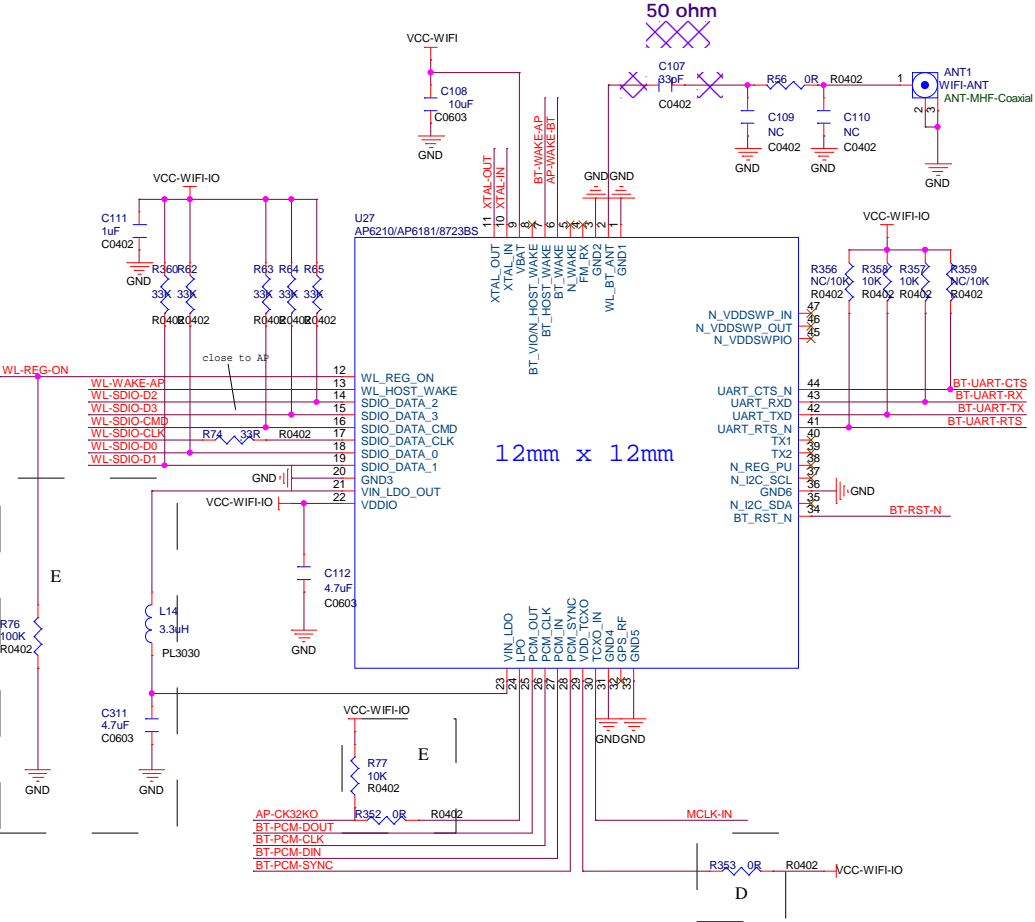 50 ohm
VCC-WIFI
C108
10uF
C0603
GND
C107
33pF
C0402
R56 0R R0402
1
ANT1
WIFI-ANT
ANT-MHF-Coaxial
2
3
GND
C109
NC
C0402
GND
C110
NC
C0402
GND
XTAL-OUT
XTAL-IN
BT-WAKE-AP
AP-WAKE-BT
GND
GND
VCC-WIFI-IO
C111
1uF
C0402
GND
R360
33K
R0402
R62
33K
R0402
R63
33K
R0402
R64
33K
R0402
R65
33K
R0402
close to AP
U27
AP6210/AP6181/8723BS
11
10
9
8
7
6
5
4
3
2
1
XTAL_OUT
XTAL_IN
VBAT
BT_VIO/N_HOST_WAKE
BT_HOST_WAKE
BT_WAKE
N_WAKE
FM_RX
GND2
WL_BT_ANT
GND1
VCC-WIFI-IO
R356
NC/10K
R0402
R358
10K
R0402
R357
10K
R0402
R359
NC/10K
R0402
N_VDDSWP_IN 47
N_VDDSWP_OUT 46
N_VDDSWPIO 45
WL-REG-ON 12 WL_REG_ON
WL-WAKE-AP 13 WL_HOST_WAKE
WL-SDIO-D2 14 SDIO_DATA_2
WL-SDIO-D3 15 SDIO_DATA_3
WL-SDIO-CMD 16 SDIO_DATA_CMD
WL-SDIO-CLK R74 33R R0402 17 SDIO_DATA_CLK
WL-SDIO-D0 18 SDIO_DATA_0
WL-SDIO-D1 19 SDIO_DATA_1
GND 20 GND3
21 VIN_LDO_OUT
VCC-WIFI-IO 22 VDDIO
UART_CTS_N 44 BT-UART-CTS
UART_RXD 43 BT-UART-RX
UART_TXD 42 BT-UART-TX
UART_RTS_N 41 BT-UART-RTS
TX1 40
TX2 39
N_REG_PU 38
N_I2C_SCL 37
GND6 36 GND
N_I2C_SDA 35
BT_RST_N 34 BT-RST-N
12mm x 12mm
E
R76
100K
R0402
GND
L14
3.3uH
PL3030
C311
4.7uF
C0603
GND
C112
4.7uF
C0603
GND
VIN_LDO
LPO
PCM_OUT
PCM_CLK
PCM_IN
PCM_SYNC
VDD_TCXO
TCXO_IN
GND4
GPS_RF
GND5
23
24
25
26
27
28
29
30
31
32
33
GND
GND
VCC-WIFI-IO
R77
10K
R0402
E
AP-CK32KO R352 0R R0402
BT-PCM-DOUT
BT-PCM-CLK
BT-PCM-DIN
BT-PCM-SYNC
MCLK-IN
R353 0R R0402 VCC-WIFI-IO
D